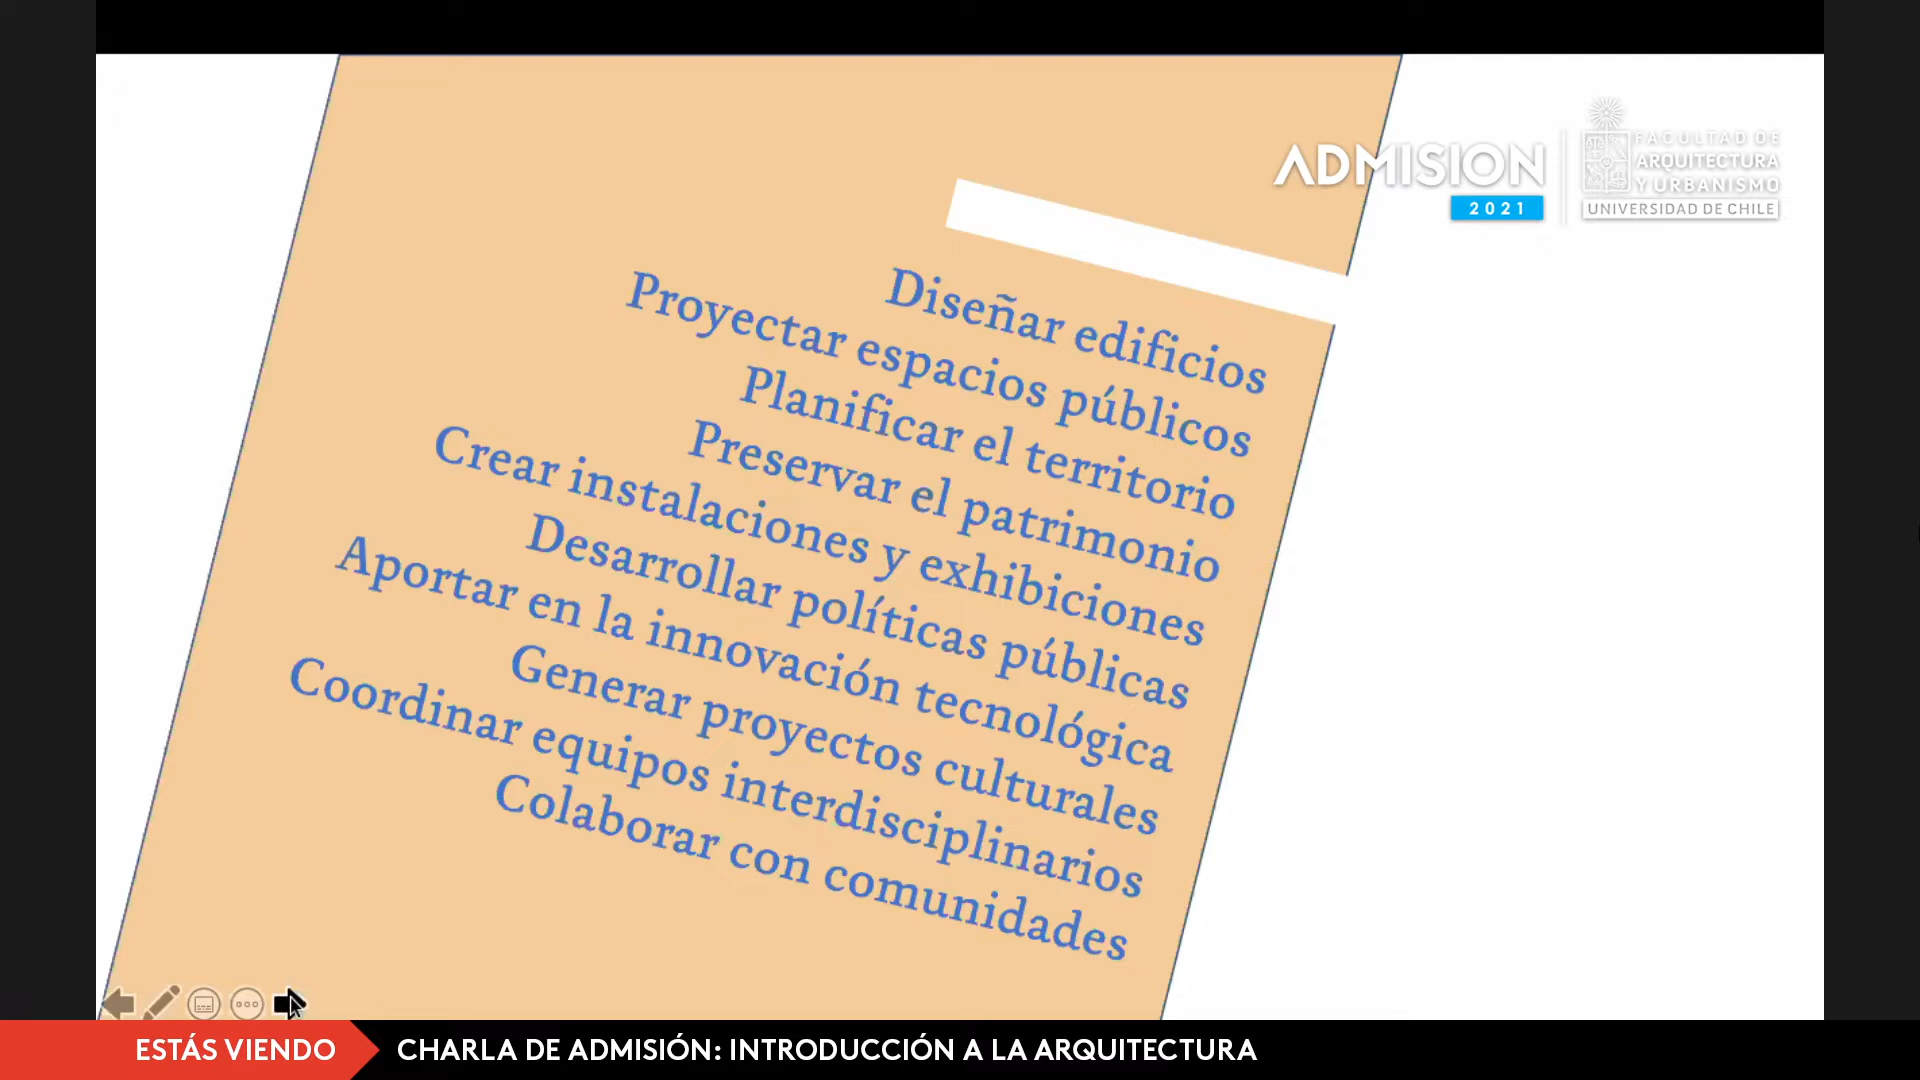 ADMISION
2021
FACULTAD DE
ARQUITECTURA
Y URBANISMO
UNIVERSIDAD DE CHILE
Diseñar edificios
Proyectar espacios públicos
Planificar el territorio
Preservar el patrimonio
Crear instalaciones y exhibiciones
Desarrollar políticas públicas
Aportar en la innovación tecnológica
Generar proyectos culturales
Coordinar equipos interdisciplinarios
Colaborar con comunidades
ESTÁS VIENDO
CHARLA DE ADMISIÓN: INTRODUCCIÓN A LA ARQUITECTURA